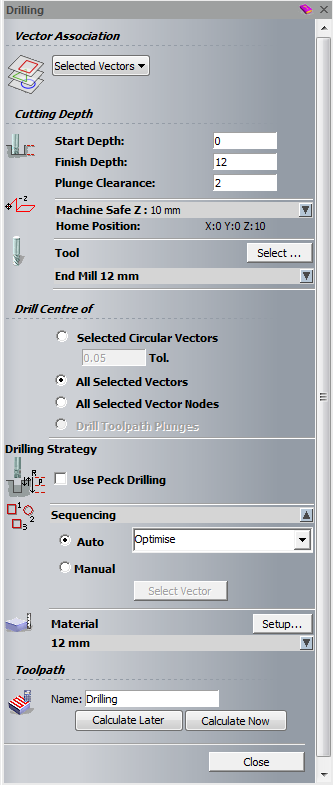 Drilling
Vector Association
Selected Vectors
Cutting Depth
Start Depth: 0
Finish Depth: 12
Plunge Clearance: 2
Machine Safe Z : 10 mm
Home Position: X:0 Y:0 Z:10
Tool Select ...
End Mill 12 mm
Drill Centre of
Selected Circular Vectors
0.05 Tol.
All Selected Vectors
All Selected Vector Nodes
Drill Toolpath Plunges
Drilling Strategy
Use Peck Drilling
Sequencing
Auto Optimise
Manual
Select Vector
Material Setup...
12 mm
Toolpath
Name: Drilling
Calculate Later Calculate Now
Close